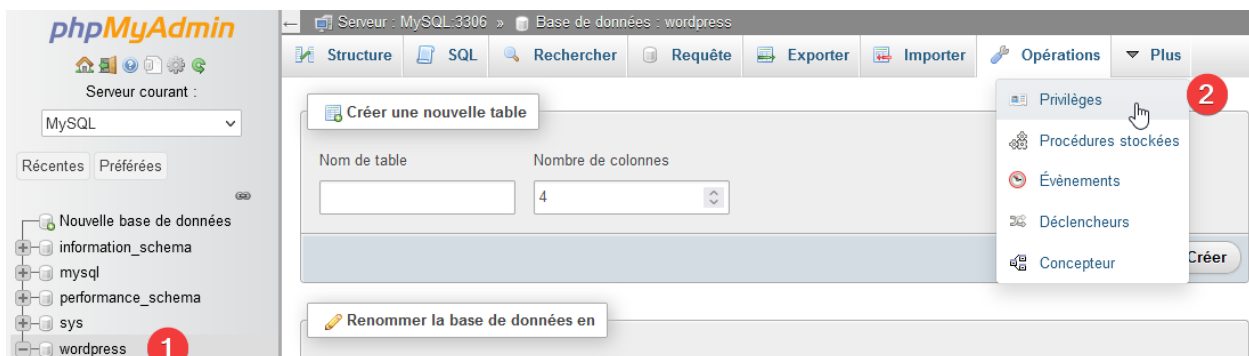 phpMyAdmin
Serveur courant :
MySQL
Récentes Préférées
Nouvelle base de données
information_schema
mysql
performance_schema
sys
wordpress 1
Serveur : MySQL:3306 » Base de données : wordpress
Structure SQL Rechercher Requête Exporter Importer Opérations Plus
Créer une nouvelle table
Nom de table Nombre de colonnes
4
Privilèges 2
Procédures stockées
Évènements
Déclencheurs
Concepteur
Créer
Renommer la base de données en